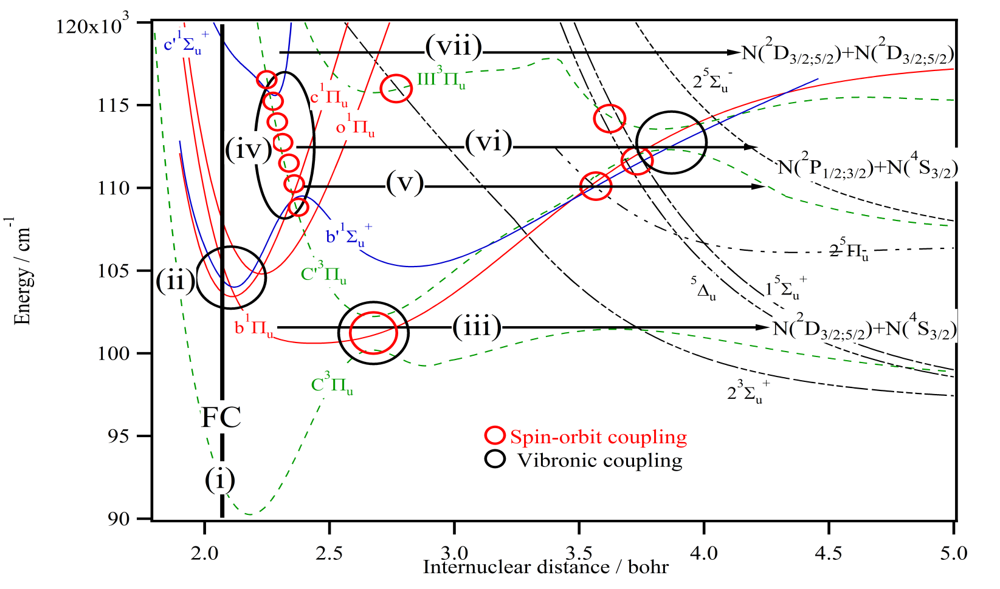 120x10³
c'¹Σᵤ⁺
(vii)
N(²D3/2;5/2)+N(²D3/2;5/2)
III³Πᵤ
2⁵Σᵤ⁻
c¹Πᵤ
115
o¹Πᵤ
(iv)
(vi)
N(²P1/2;3/2)+N(⁴S3/2)
(v)
110
b'¹Σᵤ⁺
2⁵Πᵤ
105
(ii)
C'³Πᵤ
⁵Δᵤ
1⁵Σᵤ⁺
b¹Πᵤ
(iii)
N(²D3/2;5/2)+N(⁴S3/2)
100
C³Πᵤ
2³Σᵤ⁺
FC
95
Spin-orbit coupling
Vibronic coupling
(i)
90
Energy / cm⁻¹
2.0 2.5 3.0 3.5 4.0 4.5 5.0
Internuclear distance / bohr